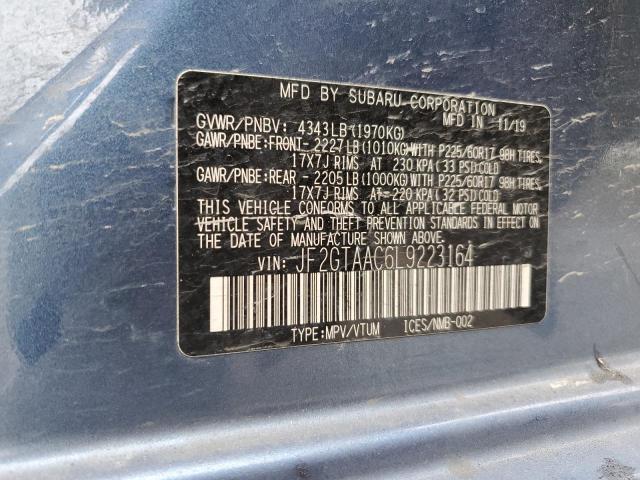 MFD BY SUBARU CORPORATION
MFD IN 11/19
GVWR/PNBV: 4343LB(1970KG)
GAWR/PNBE:FRONT- 2227LB(1010KG)WITH P225/60R17 98H TIRES,
17X7J RIMS AT 230 KPA(33 PSI)COLD
GAWR/PNBE:REAR - 2205LB(1000KG)WITH P225/60R17 98H TIRES,
17X7J RIMS AT 220 KPA(32 PSI)COLD
THIS VEHICLE CONFORMS TO ALL APPLICABLE FEDERAL MOTOR
VEHICLE SAFETY AND THEFT PREVENTION STANDARDS IN EFFECT
ON THE DATE OF MANUFACTURE SHOWN ABOVE.
VIN: JF2GTAAC6L9223164
TYPE:MPV/VTUM ICES/NMB-002